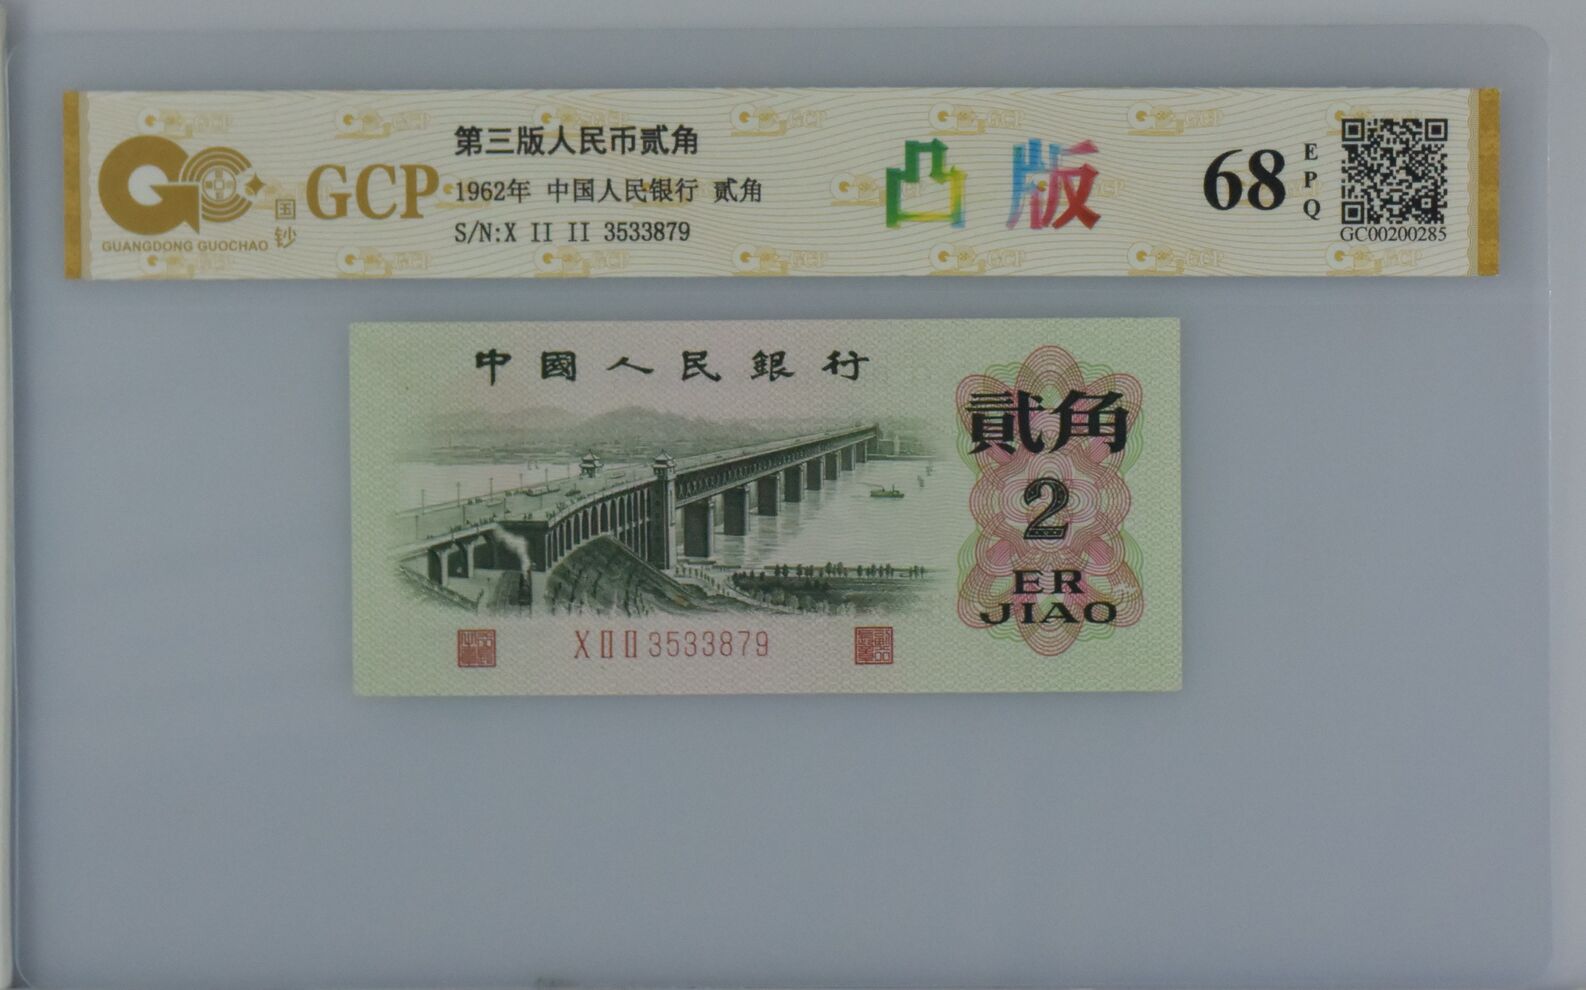 GCP
国钞
GUANGDONG GUOCHAO
第三版人民币贰角
1962年 中国人民银行 贰角
S/N:X II II 3533879
凸版
68
EPQ
GC00200285
中國人民銀行
貳角
2
ER
JIAO
X II II 3533879